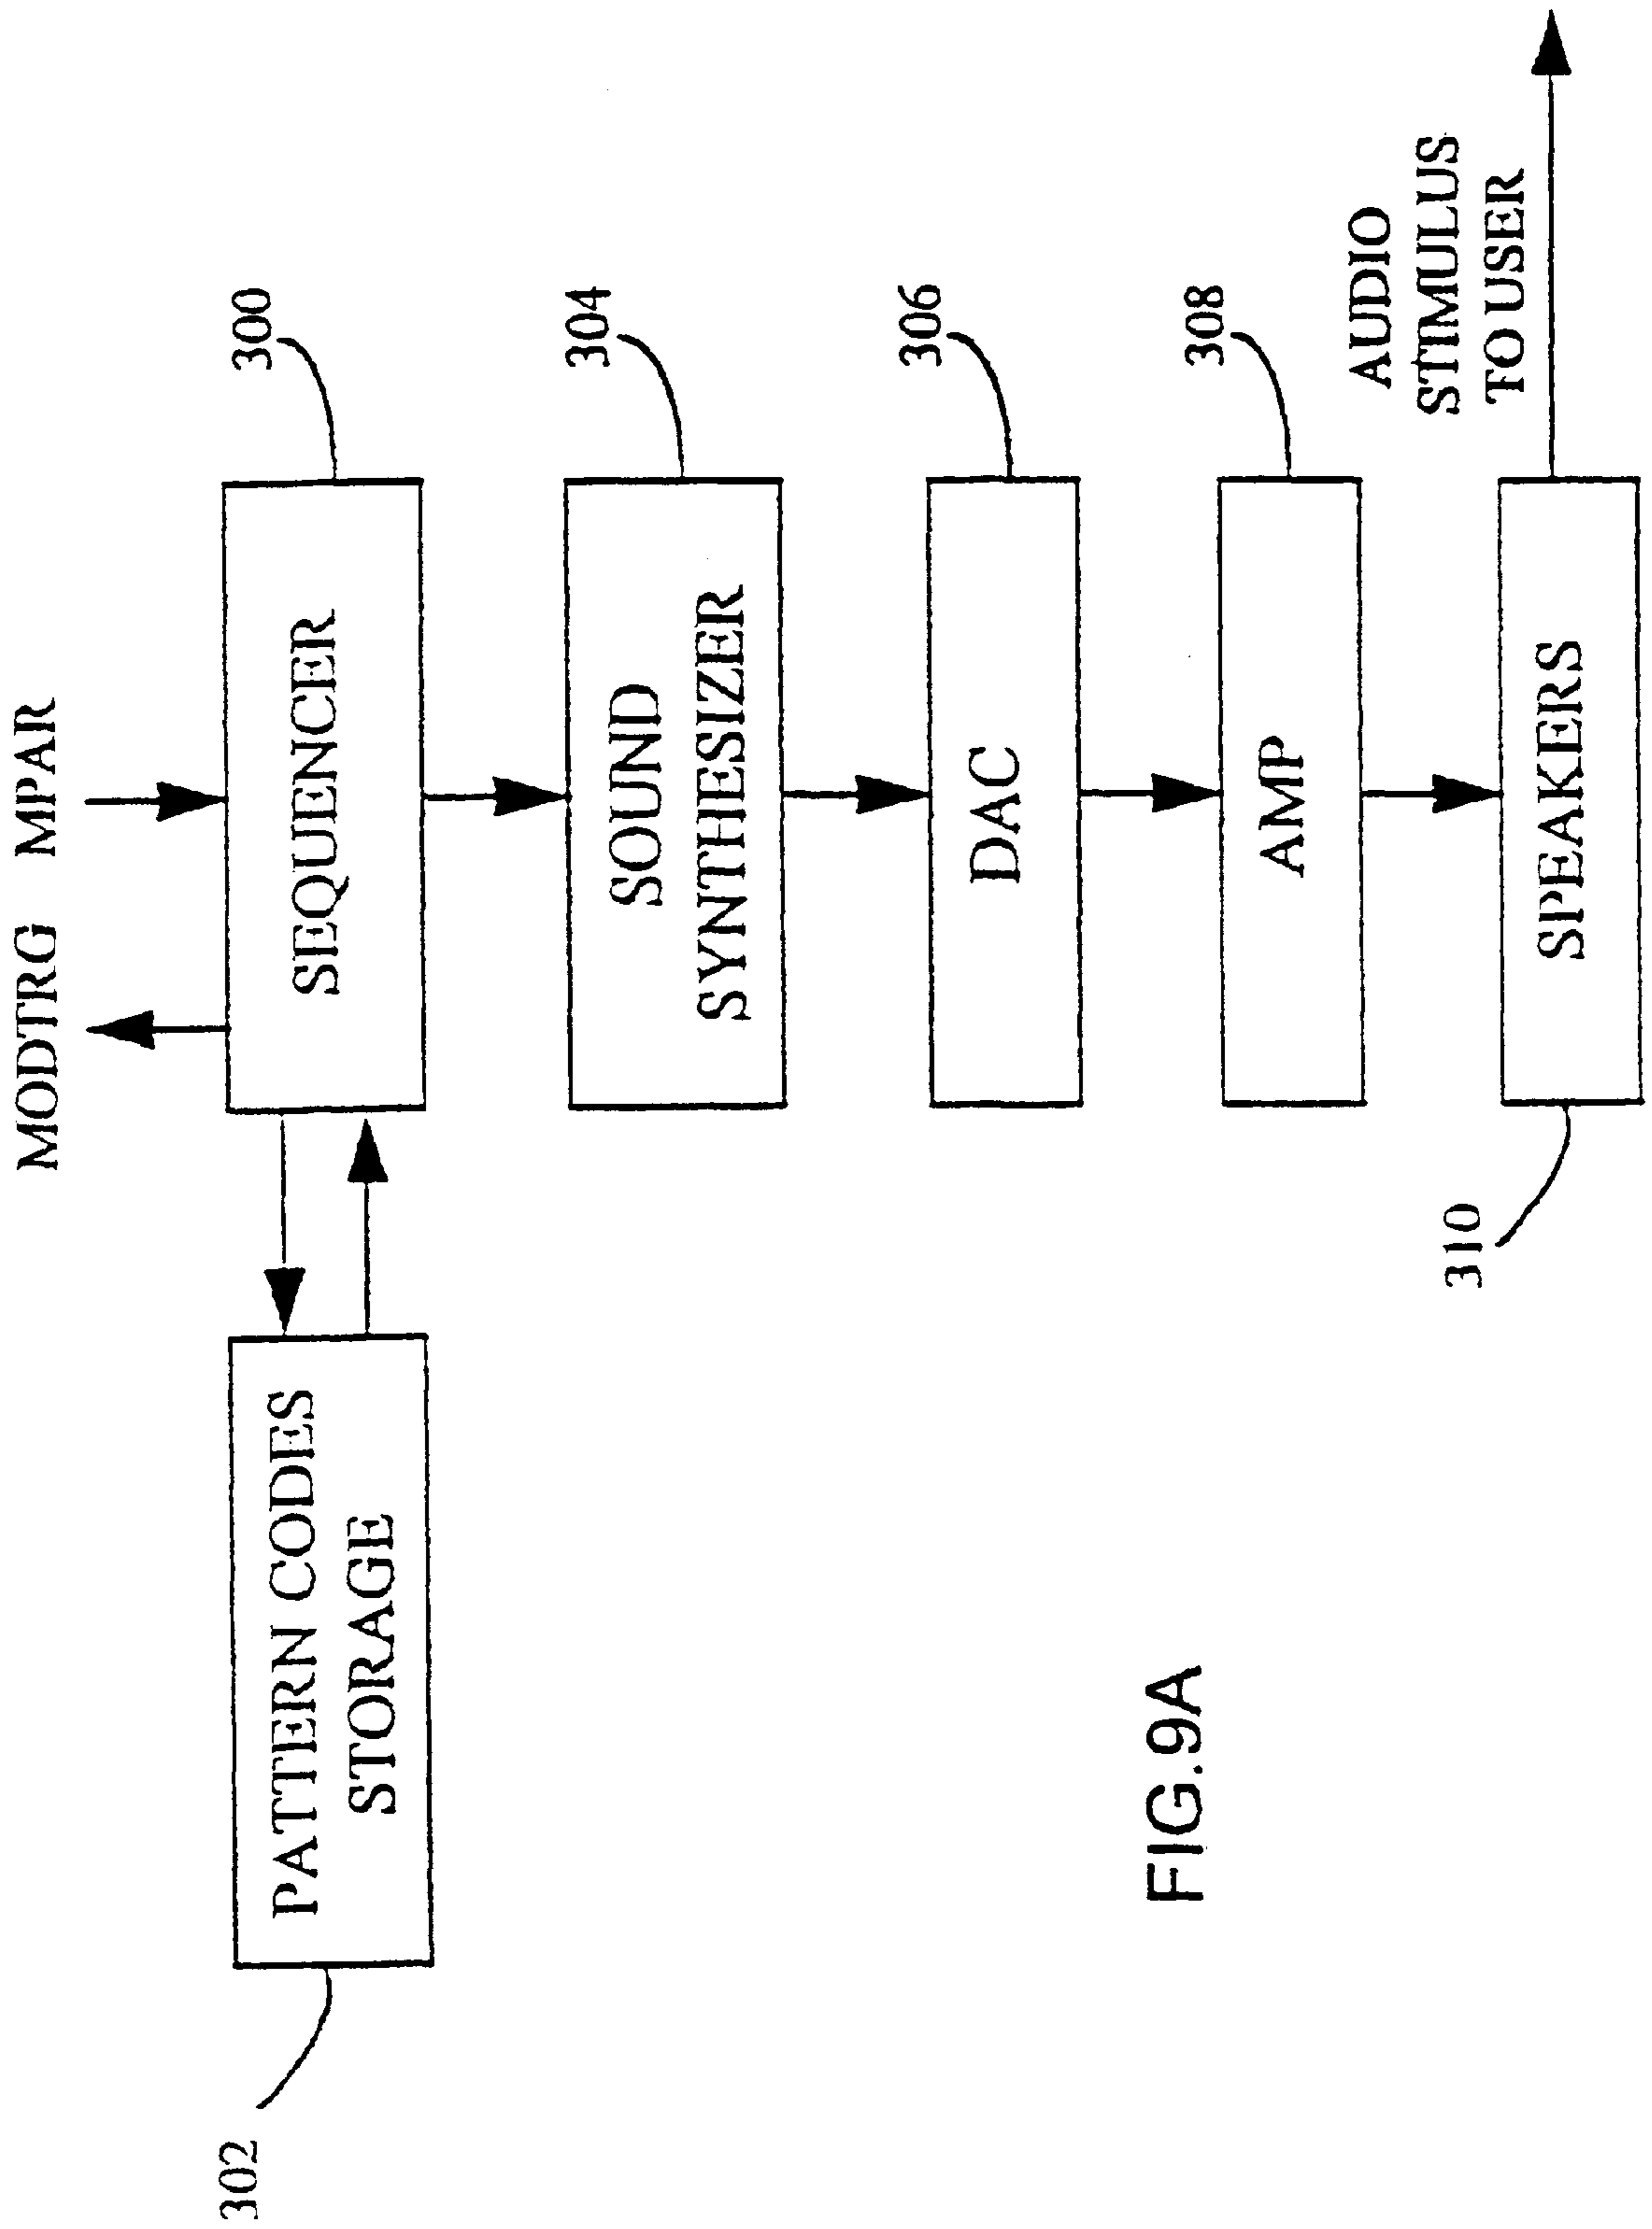 MODTRG MPAR
300
SEQUENCER
302
PATTERN CODES
STORAGE
304
SOUND
SYNTHESIZER
306
DAC
308
AMP
310
SPEAKERS
AUDIO
STIMULUS
TO USER
FIG.9A